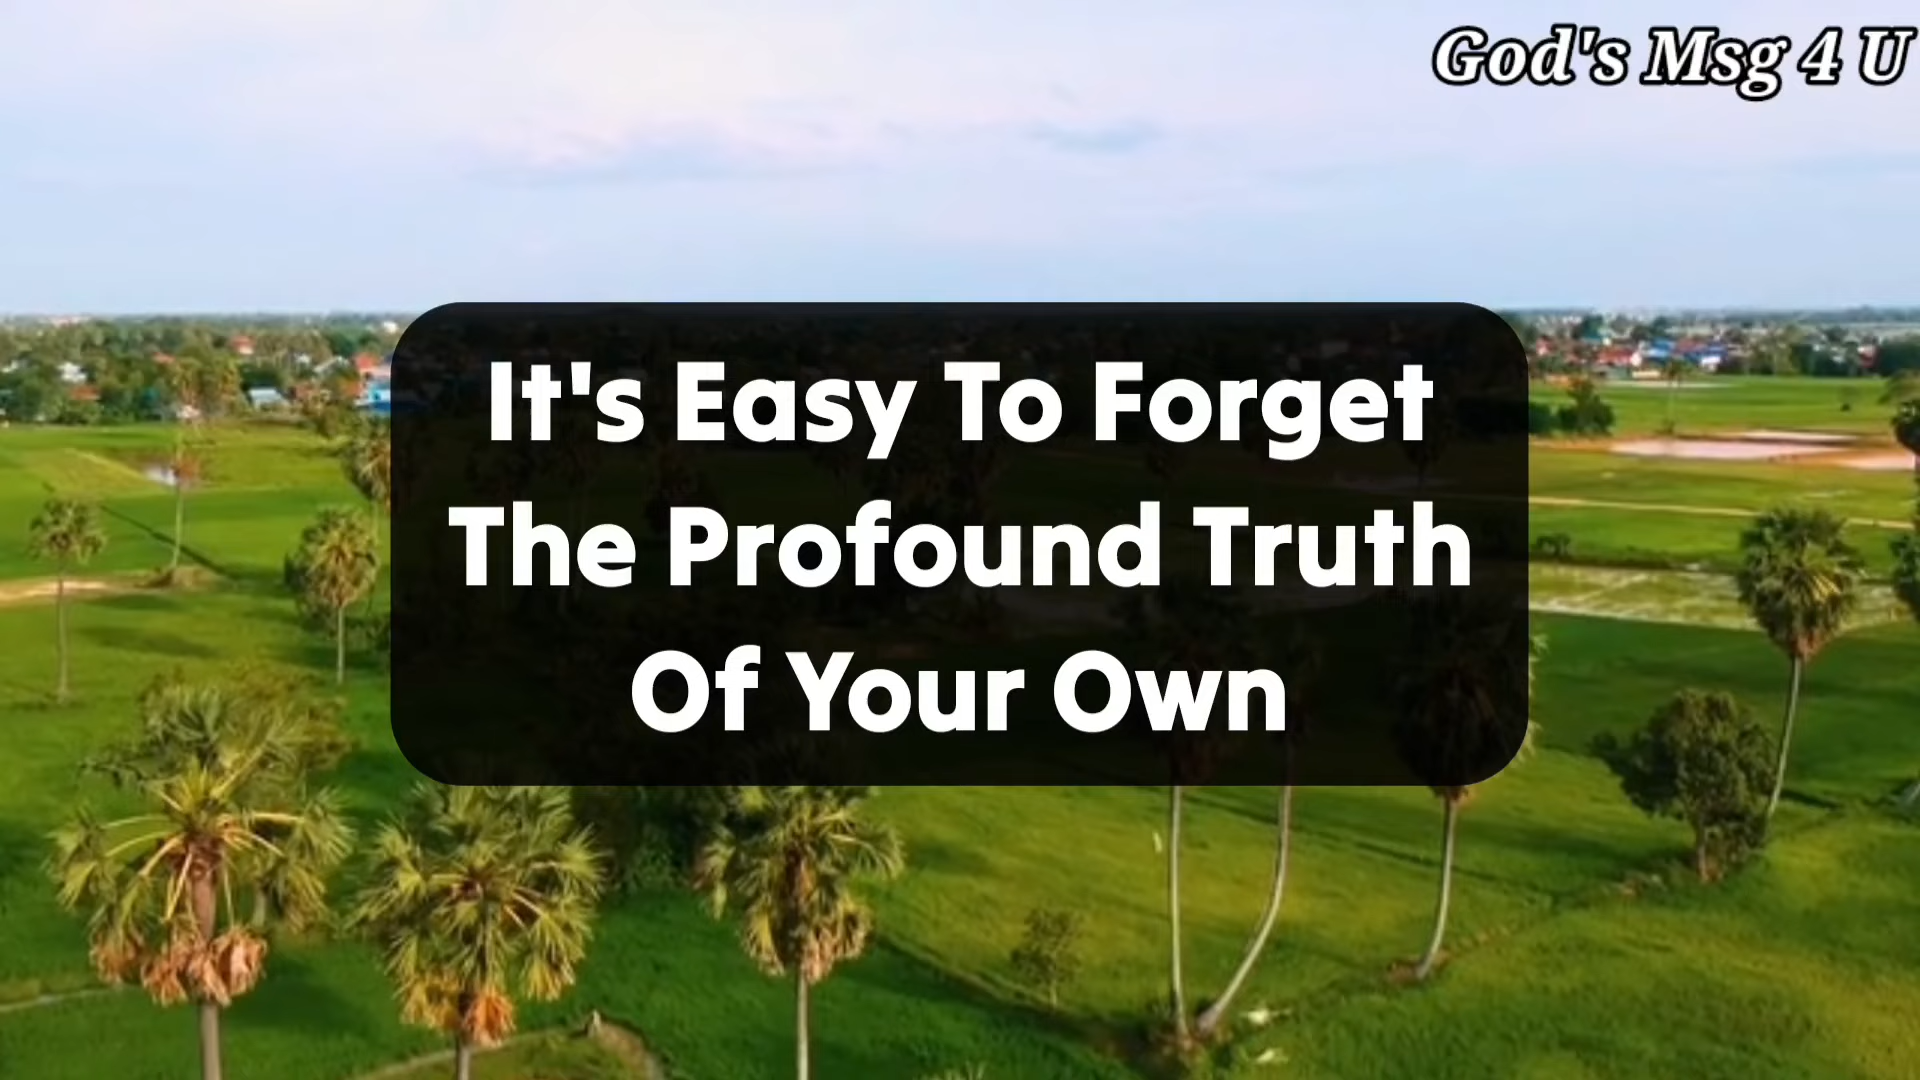 God's Msg 4 U
It's Easy To Forget
The Profound Truth
Of Your Own